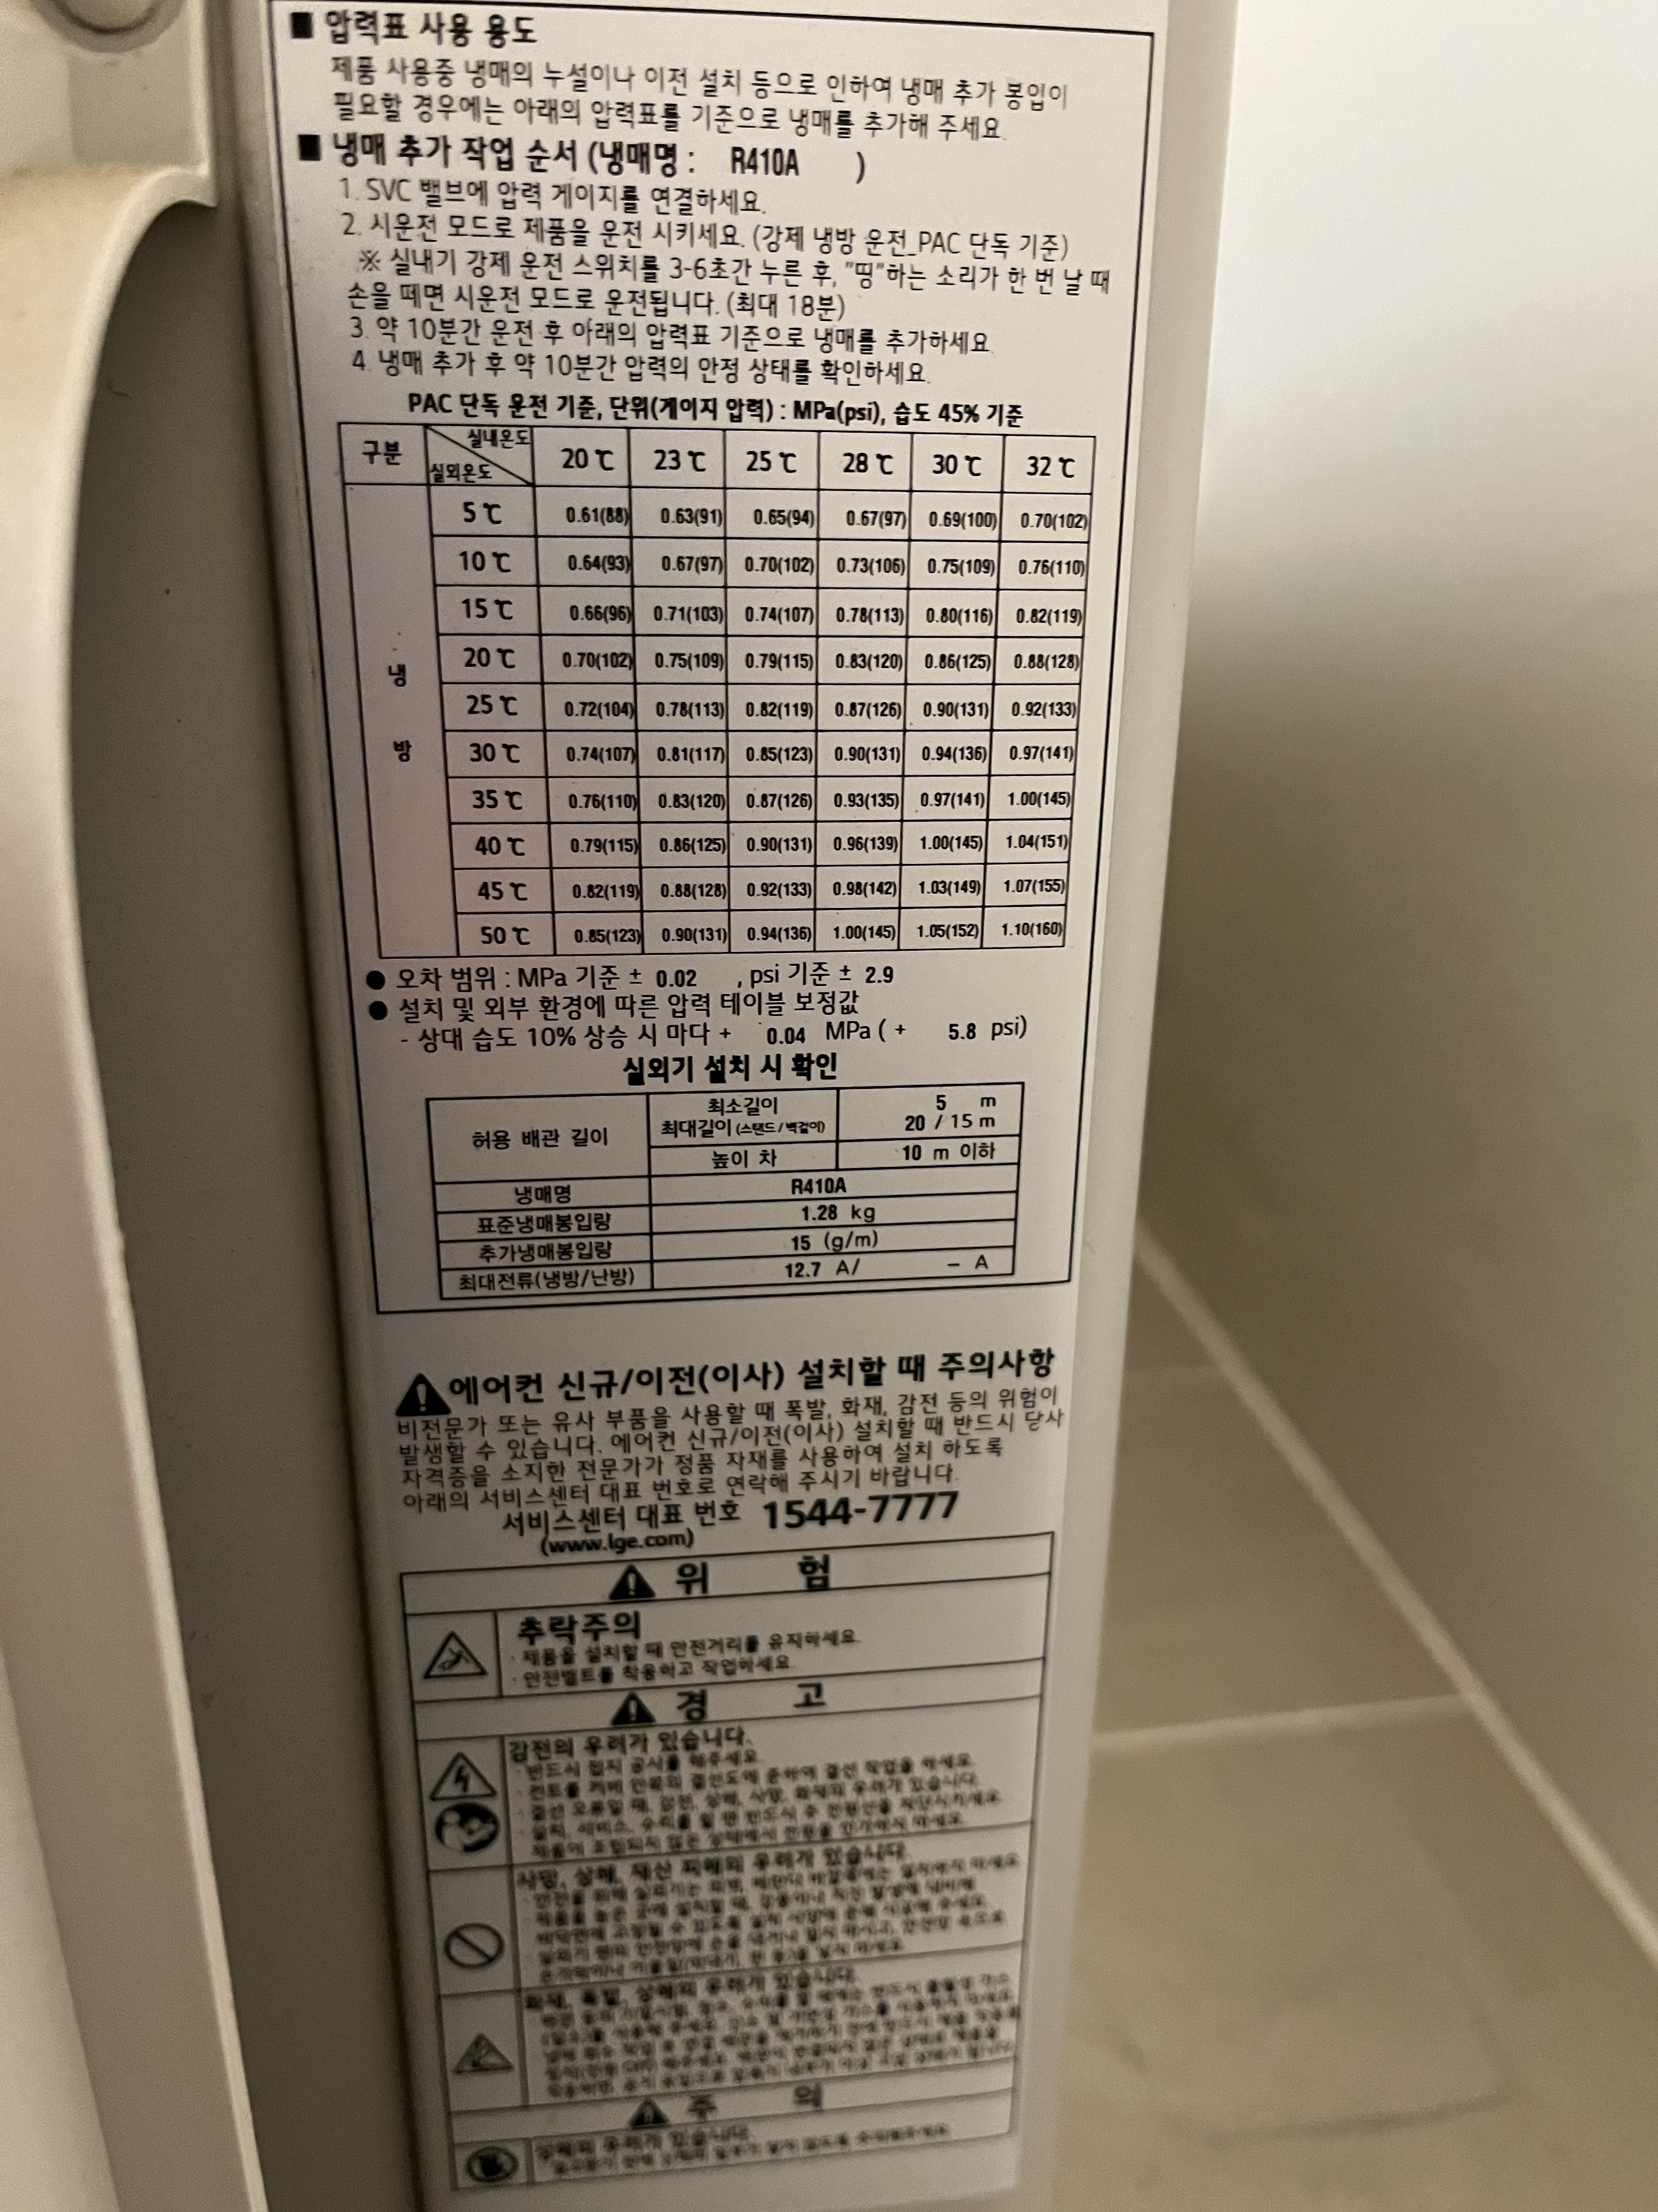 ■ 압력표 사용 용도
제품 사용중 냉매의 누설이나 이전 설치 등으로 인하여 냉매 추가 봉입이
필요할 경우에는 아래의 압력표를 기준으로 냉매를 추가해 주세요.
■ 냉매 추가 작업 순서 (냉매명 : R410A )
1. SVC 밸브에 압력 게이지를 연결하세요.
2. 시운전 모드로 제품을 운전 시키세요. (강제 냉방 운전_PAC 단독 기준)
※ 실내기 강제 운전 스위치를 3-6초간 누른 후, "띵"하는 소리가 한 번 날 때
손을 떼면 시운전 모드로 운전됩니다. (최대 18분)
3. 약 10분간 운전 후 아래의 압력표 기준으로 냉매를 추가하세요.
4. 냉매 추가 후 약 10분간 압력의 안정 상태를 확인하세요.
PAC 단독 운전 기준, 단위(게이지 압력) : MPa(psi), 습도 45% 기준
구분 실내온도 실외온도 20℃ 23℃ 25℃ 28℃ 30℃ 32℃
냉방
5℃ 0.61(88) 0.63(91) 0.65(94) 0.67(97) 0.69(100) 0.70(102)
10℃ 0.64(93) 0.67(97) 0.70(102) 0.73(106) 0.75(109) 0.76(110)
15℃ 0.66(96) 0.71(103) 0.74(107) 0.78(113) 0.80(116) 0.82(119)
20℃ 0.70(102) 0.75(109) 0.79(115) 0.83(120) 0.86(125) 0.88(128)
25℃ 0.72(104) 0.78(113) 0.82(119) 0.87(126) 0.90(131) 0.92(133)
30℃ 0.74(107) 0.81(117) 0.85(123) 0.90(131) 0.94(136) 0.97(141)
35℃ 0.76(110) 0.83(120) 0.87(126) 0.93(135) 0.97(141) 1.00(145)
40℃ 0.79(115) 0.86(125) 0.90(131) 0.96(139) 1.00(145) 1.04(151)
45℃ 0.82(119) 0.88(128) 0.92(133) 0.98(142) 1.03(149) 1.07(155)
50℃ 0.85(123) 0.90(131) 0.94(136) 1.00(145) 1.05(152) 1.10(160)
● 오차 범위 : MPa 기준 ± 0.02 , psi 기준 ± 2.9
● 설치 및 외부 환경에 따른 압력 테이블 보정값
- 상대 습도 10% 상승 시 마다 + 0.04 MPa ( + 5.8 psi)
실외기 설치 시 확인
허용 배관 길이
최소길이 5 m
최대길이 (스탠드/벽걸이) 20 / 15 m
높이 차 10 m 이하
냉매명 R410A
표준냉매봉입량 1.28 kg
추가냉매봉입량 15 (g/m)
최대전류(냉방/난방) 12.7 A/ – A
에어컨 신규/이전(이사) 설치할 때 주의사항
비전문가 또는 유사 부품을 사용할 때 폭발, 화재, 감전 등의 위험이
발생할 수 있습니다. 에어컨 신규/이전(이사) 설치할 때 반드시 당사
자격증을 소지한 전문가가 정품 자재를 사용하여 설치 하도록
아래의 서비스센터 대표 번호로 연락해 주시기 바랍니다.
서비스센터 대표 번호 1544-7777
(www.lge.com)
위 험
추락주의
· 제품을 설치할 때 안전거리를 유지하세요.
· 안전벨트를 착용하고 작업하세요.
경 고
감전의 우려가 있습니다.
· 반드시 접지 공사를 해주세요.
사망, 상해, 재산 피해의 우려가 있습니다.
화재, 폭발, 상해의 우려가 있습니다.
주 의
상해의 우려가 있습니다.